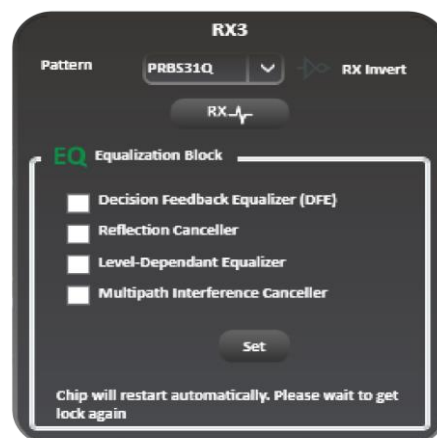 RX3
Pattern PRBS31Q RX Invert
RX
EQ Equalization Block
Decision Feedback Equalizer (DFE)
Reflection Canceller
Level-Dependant Equalizer
Multipath Interference Canceller
Set
Chip will restart automatically. Please wait to get
lock again